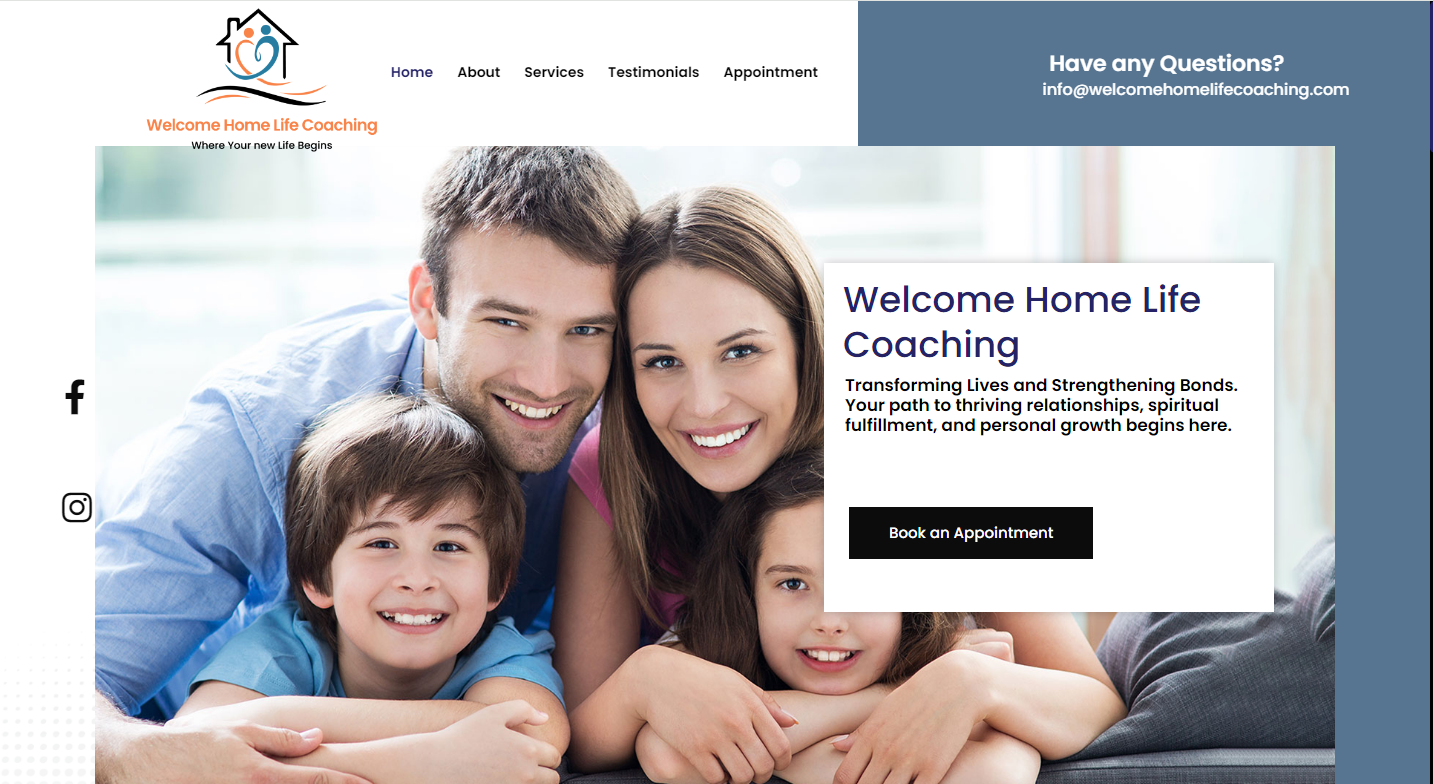 Welcome Home Life Coaching
Where Your new Life Begins
Home About Services Testimonials Appointment
Have any Questions?
info@welcomehomelifecoaching.com
Welcome Home Life
Coaching
Transforming Lives and Strengthening Bonds.
Your path to thriving relationships, spiritual
fulfillment, and personal growth begins here.
Book an Appointment